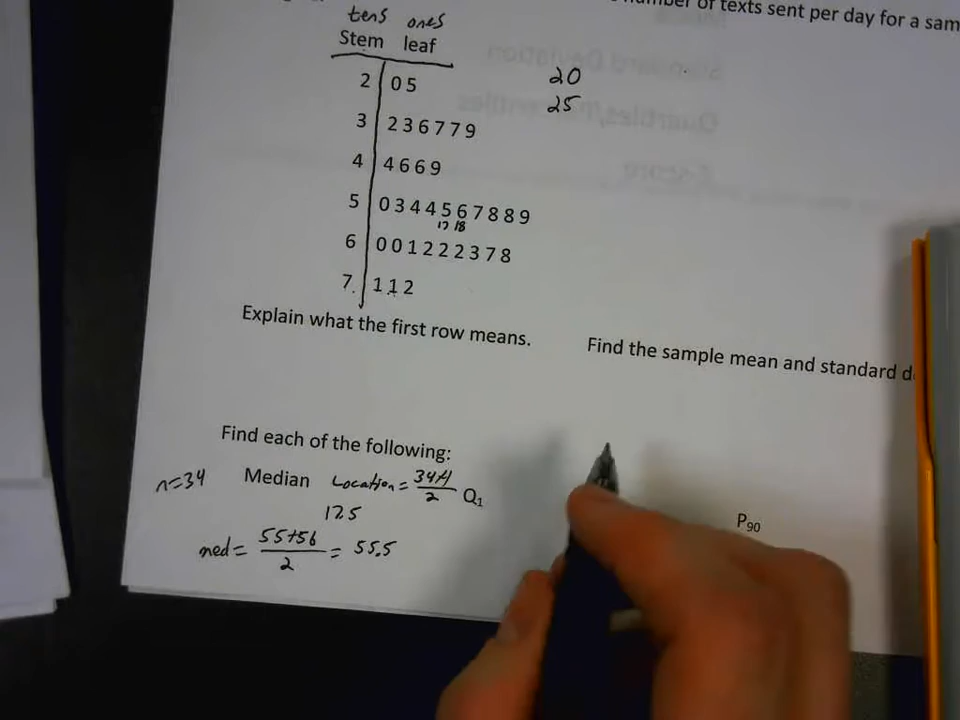 number of texts sent per day for a sam
tens ones
Stem leaf
2 0 5
20
25
3 2 3 6 7 7 9
4 4 6 6 9
5 0 3 4 4 5 6 7 8 8 9
17 18
6 0 0 1 2 2 2 3 7 8
7 1 1 2
Explain what the first row means.
Find the sample mean and standard d
Find each of the following:
n=34 Median Location = 34+1 / 2 Q1 P90
17.5
med = 55+56 / 2 = 55.5